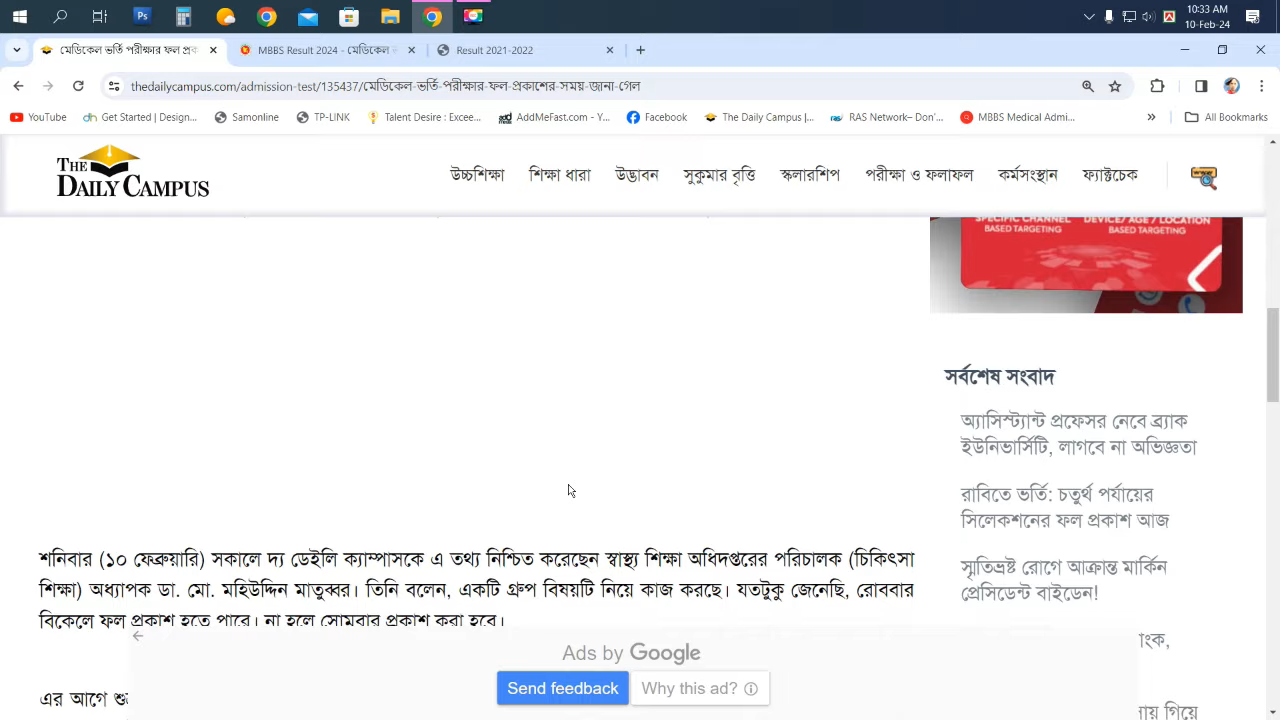 10:33 AM
10-Feb-24
মেডিকেল ভর্তি পরীক্ষার ফল প্রক
MBBS Result 2024 - মেডিকেল
Result 2021-2022
thedailycampus.com/admission-test/135437/মেডিকেল-ভর্তি-পরীক্ষার-ফল-প্রকাশের-সময়-জানা-গেল
YouTube
Get Started | Design...
Samonline
TP-LINK
Talent Desire : Excee...
AddMeFast.com - Y...
Facebook
The Daily Campus |...
RAS Network– Don'...
MBBS Medical Admi...
All Bookmarks
THE
DAILY CAMPUS
উচ্চশিক্ষা
শিক্ষা ধারা
উদ্ভাবন
সুকুমার বৃত্তি
স্কলারশিপ
পরীক্ষা ও ফলাফল
কর্মসংস্থান
ফ্যাক্টচেক
SPECIFIC CHANNEL
BASED TARGETING
DEVICE/ AGE / LOCATION
BASED TARGETING
সর্বশেষ সংবাদ
অ্যাসিস্ট্যান্ট প্রফেসর নেবে ব্র্যাক
ইউনিভার্সিটি, লাগবে না অভিজ্ঞতা
রাবিতে ভর্তি: চতুর্থ পর্যায়ের
সিলেকশনের ফল প্রকাশ আজ
স্মৃতিভ্রষ্ট রোগে আক্রান্ত মার্কিন
প্রেসিডেন্ট বাইডেন!
শনিবার (১০ ফেব্রুয়ারি) সকালে দ্য ডেইলি ক্যাম্পাসকে এ তথ্য নিশ্চিত করেছেন স্বাস্থ্য শিক্ষা অধিদপ্তরের পরিচালক (চিকিৎসা
শিক্ষা) অধ্যাপক ডা. মো. মহিউদ্দিন মাতুব্বর। তিনি বলেন, একটি গ্রুপ বিষয়টি নিয়ে কাজ করছে। যতটুকু জেনেছি, রোববার
বিকেলে ফল প্রকাশ হতে পারে। না হলে সোমবার প্রকাশ করা হবে।
এর আগে
Ads by Google
Send feedback
Why this ad?
গিয়ে